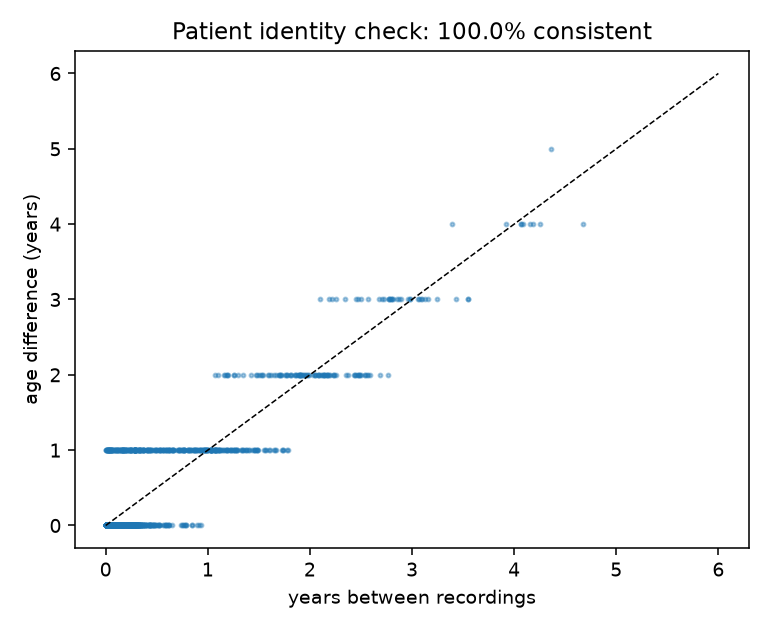 Patient identity check: 100.0% consistent
age difference (years)
6
5
4
3
2
1
0
0 1 2 3 4 5 6
years between recordings